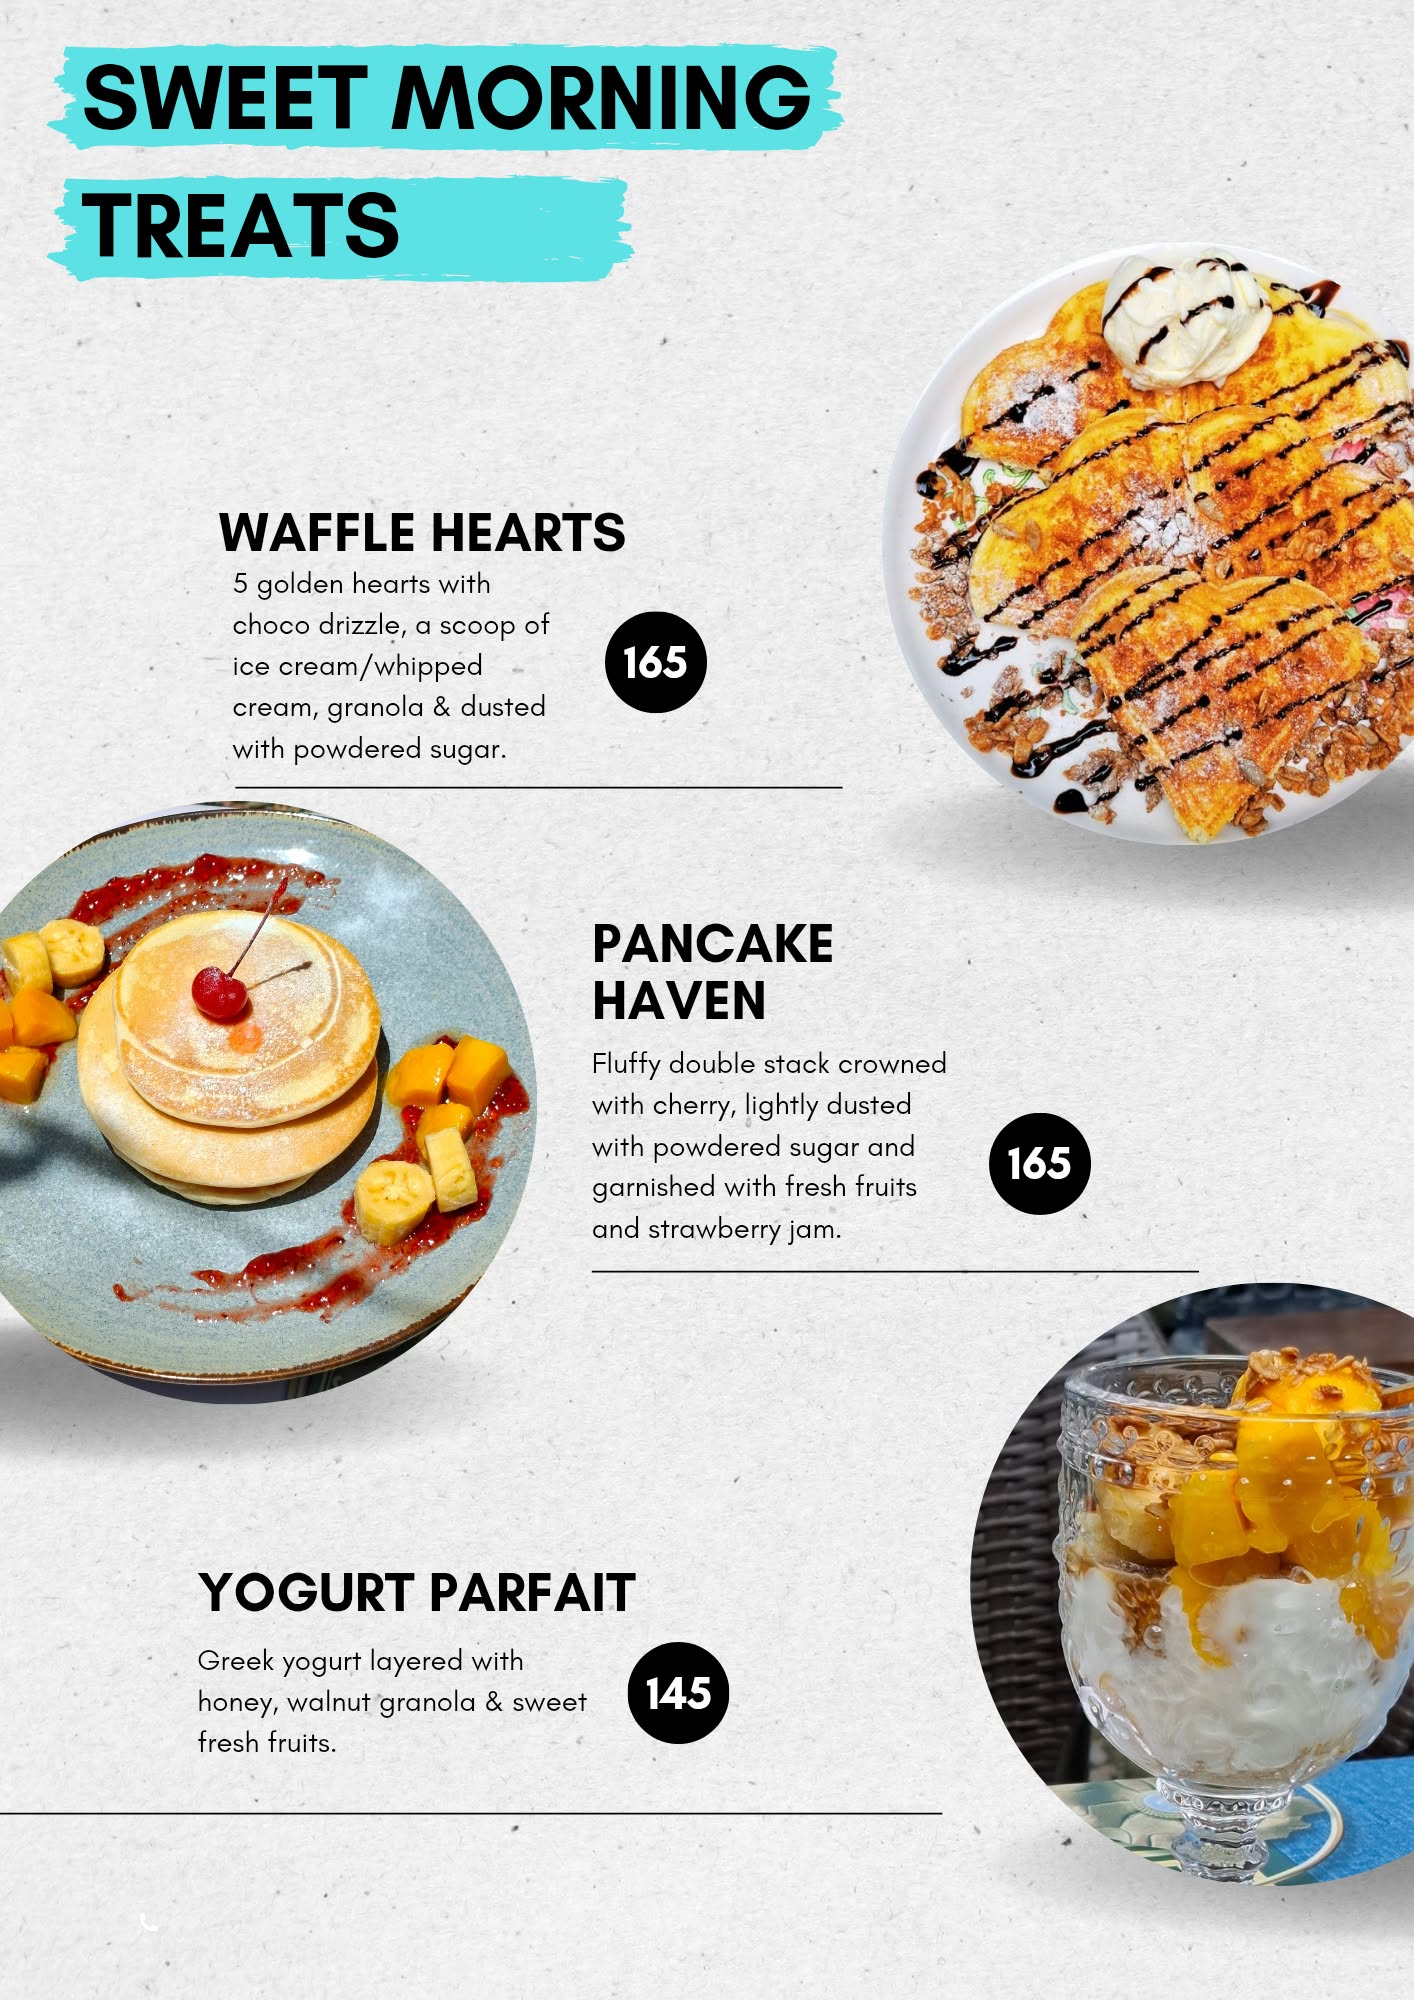 SWEET MORNING
TREATS
WAFFLE HEARTS
5 golden hearts with
choco drizzle, a scoop of
ice cream/whipped
cream, granola & dusted
with powdered sugar.
165
PANCAKE
HAVEN
Fluffy double stack crowned
with cherry, lightly dusted
with powdered sugar and
garnished with fresh fruits
and strawberry jam.
165
YOGURT PARFAIT
Greek yogurt layered with
honey, walnut granola & sweet
fresh fruits.
145